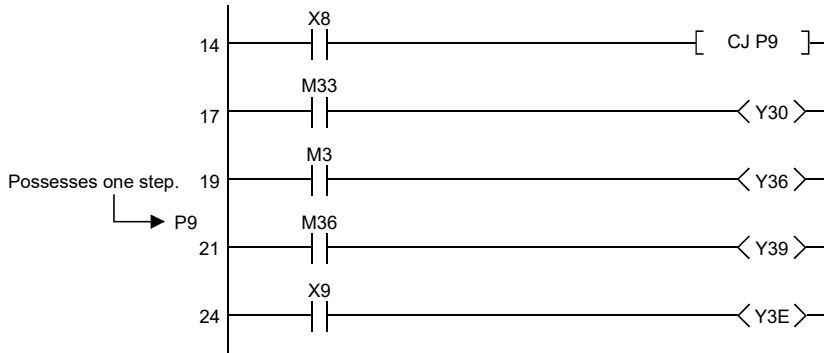 X8
14 CJ P9
M33
17 Y30
M3
Possesses one step. 19 Y36
P9 M36
21 Y39
X9
24 Y3E